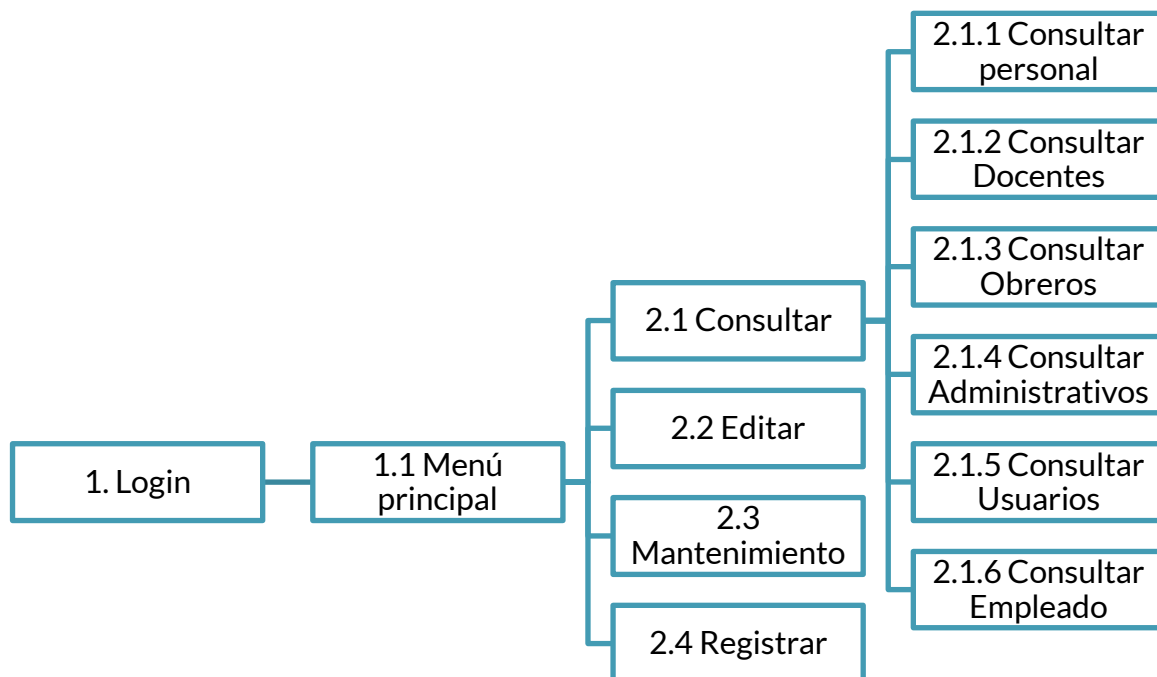 1. Login
1.1 Menú
principal
2.1 Consultar
2.2 Editar
2.3
Mantenimiento
2.4 Registrar
2.1.1 Consultar
personal
2.1.2 Consultar
Docentes
2.1.3 Consultar
Obreros
2.1.4 Consultar
Administrativos
2.1.5 Consultar
Usuarios
2.1.6 Consultar
Empleado